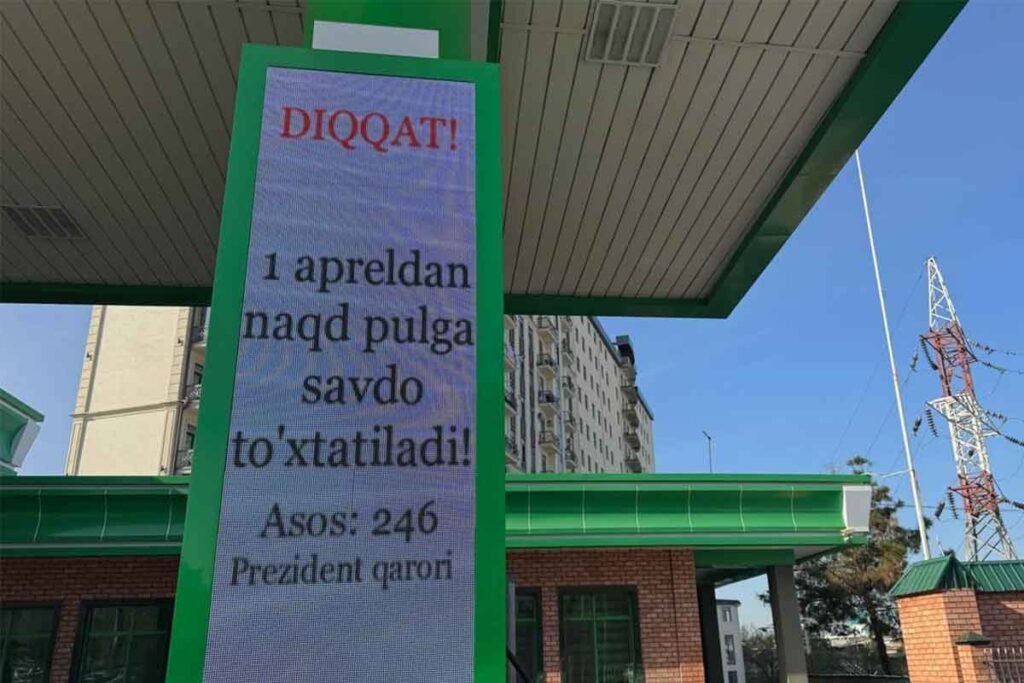 DIQQAT!
1 apreldan
naqd pulga
savdo
to'xtatiladi!
Asos: 246
Prezident qarori